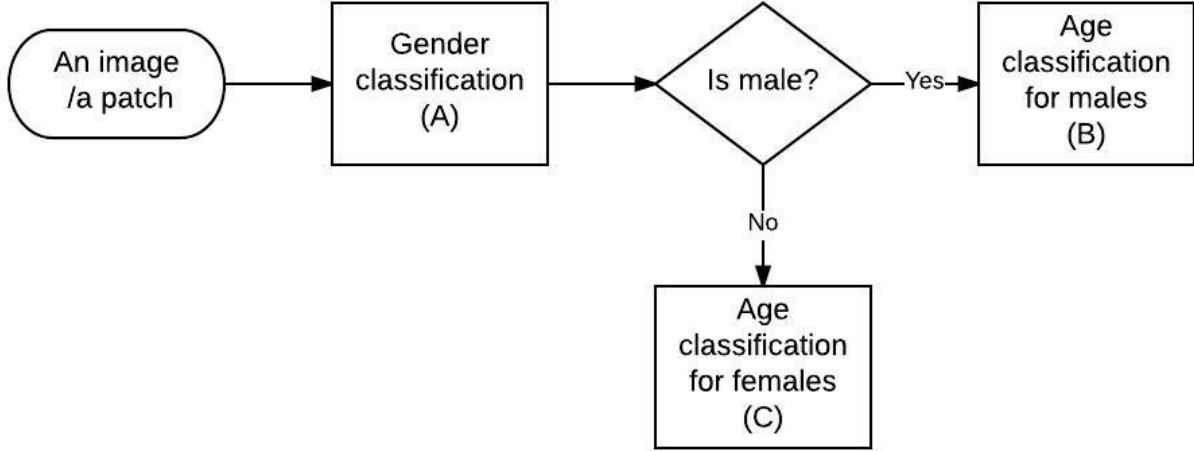 An image
/a patch
Gender
classification
(A)
Is male?
Yes
Age
classification
for males
(B)
No
Age
classification
for females
(C)